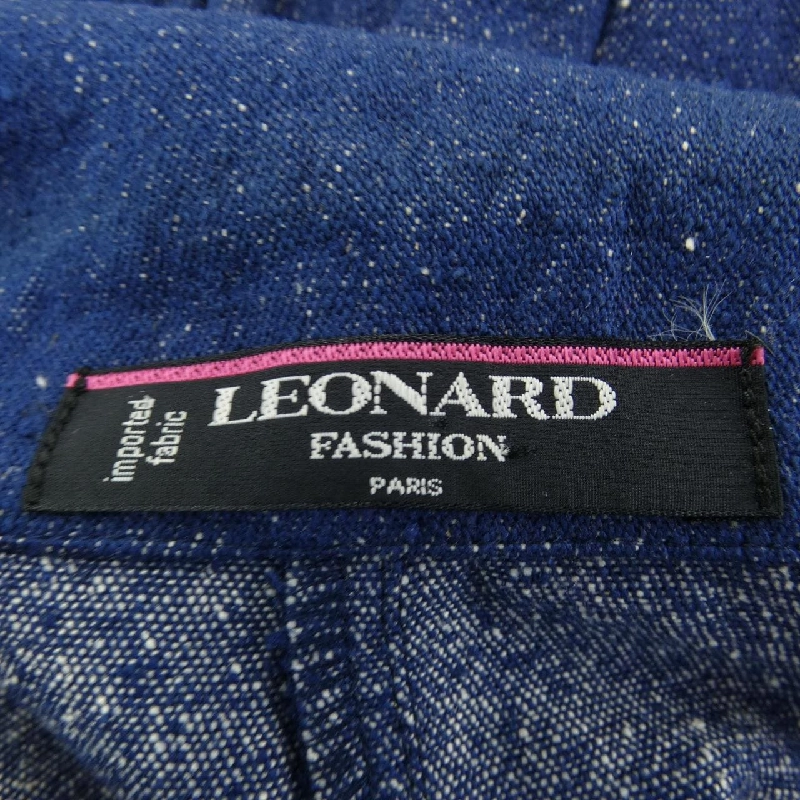 imported
fabric
LEONARD
FASHION
PARIS